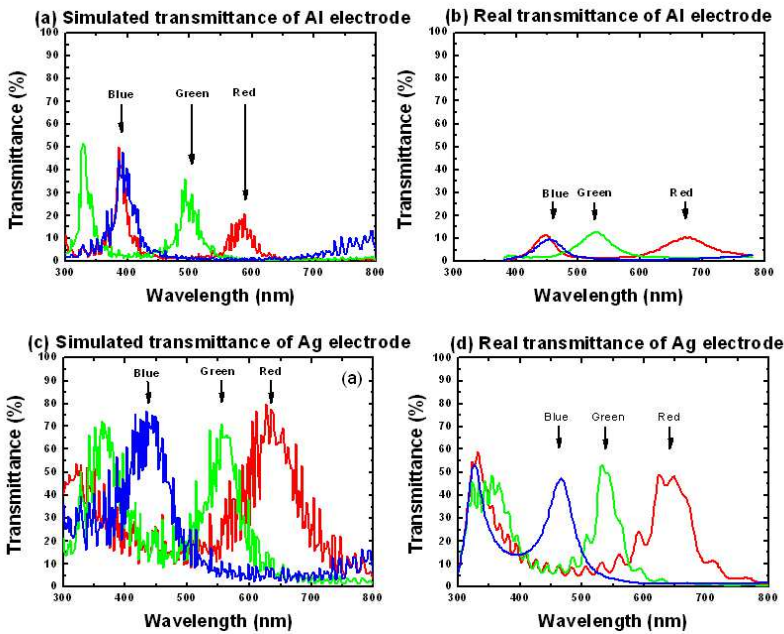 (a) Simulated transmittance of Al electrode
Transmittance (%)
100
90
80
70
60
50
40
30
20
10
0
Blue
Green
Red
300 400 500 600 700 800
Wavelength (nm)
(b) Real transmittance of Al electrode
Transmittance (%)
100
90
80
70
60
50
40
30
20
10
0
Blue
Green
Red
400 500 600 700 800
Wavelength (nm)
(c) Simulated transmittance of Ag electrode
(a)
Transmittance (%)
100
90
80
70
60
50
40
30
20
10
0
Blue
Green
Red
300 400 500 600 700 800
Wavelength (nm)
(d) Real transmittance of Ag electrode
Transmittance (%)
100
90
80
70
60
50
40
30
20
10
0
Blue
Green
Red
300 400 500 600 700 800
Wavelength (nm)